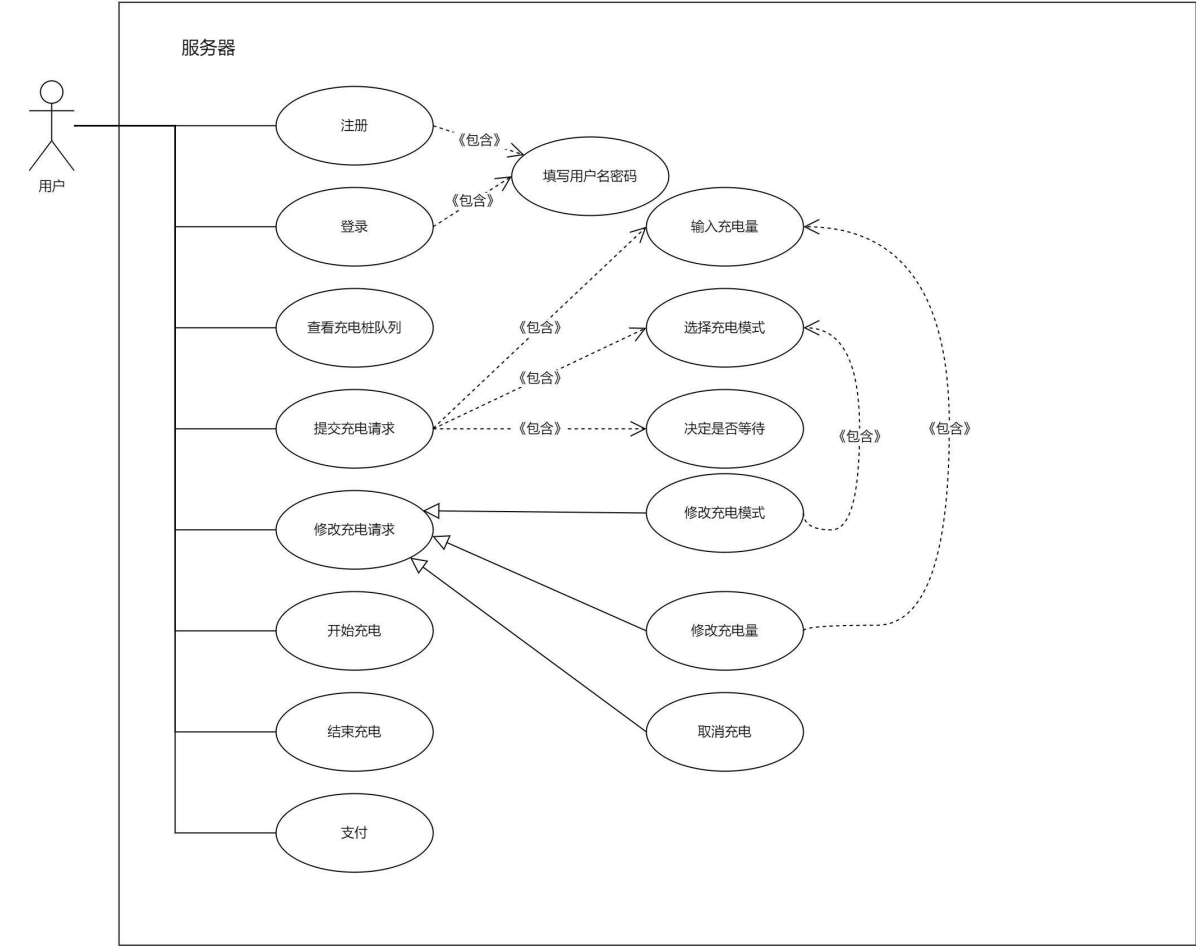 服务器
用户
注册
《包含》
填写用户名密码
登录
《包含》
输入充电量
查看充电桩队列
《包含》
选择充电模式
《包含》
提交充电请求
《包含》
决定是否等待
《包含》
《包含》
修改充电请求
修改充电模式
开始充电
修改充电量
结束充电
取消充电
支付